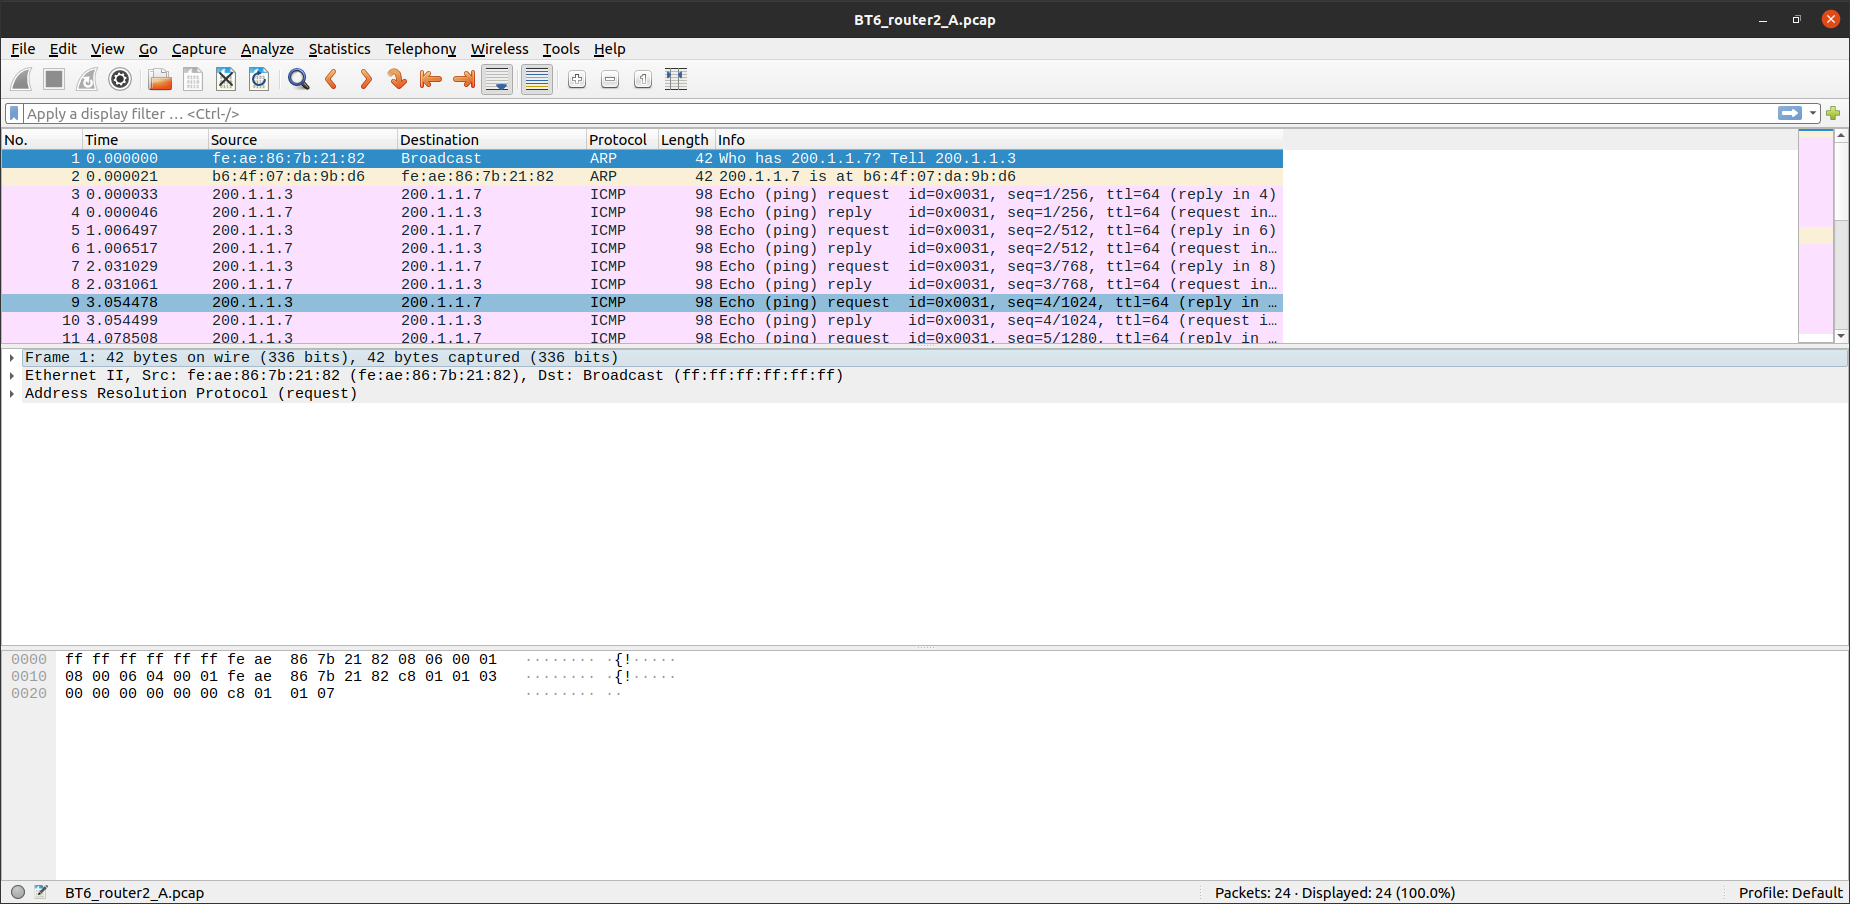 BT6_router2_A.pcap
File Edit View Go Capture Analyze Statistics Telephony Wireless Tools Help
Apply a display filter … <Ctrl-/>
No. Time Source Destination Protocol Length Info
1 0.000000 fe:ae:86:7b:21:82 Broadcast ARP 42 Who has 200.1.1.7? Tell 200.1.1.3
2 0.000021 b6:4f:07:da:9b:d6 fe:ae:86:7b:21:82 ARP 42 200.1.1.7 is at b6:4f:07:da:9b:d6
3 0.000033 200.1.1.3 200.1.1.7 ICMP 98 Echo (ping) request id=0x0031, seq=1/256, ttl=64 (reply in 4)
4 0.000046 200.1.1.7 200.1.1.3 ICMP 98 Echo (ping) reply id=0x0031, seq=1/256, ttl=64 (request in…
5 1.006497 200.1.1.3 200.1.1.7 ICMP 98 Echo (ping) request id=0x0031, seq=2/512, ttl=64 (reply in 6)
6 1.006517 200.1.1.7 200.1.1.3 ICMP 98 Echo (ping) reply id=0x0031, seq=2/512, ttl=64 (request in…
7 2.031029 200.1.1.3 200.1.1.7 ICMP 98 Echo (ping) request id=0x0031, seq=3/768, ttl=64 (reply in 8)
8 2.031061 200.1.1.7 200.1.1.3 ICMP 98 Echo (ping) reply id=0x0031, seq=3/768, ttl=64 (request in…
9 3.054478 200.1.1.3 200.1.1.7 ICMP 98 Echo (ping) request id=0x0031, seq=4/1024, ttl=64 (reply in …
10 3.054499 200.1.1.7 200.1.1.3 ICMP 98 Echo (ping) reply id=0x0031, seq=4/1024, ttl=64 (request i…
11 4.078508 200.1.1.3 200.1.1.7 ICMP 98 Echo (ping) request id=0x0031, seq=5/1280, ttl=64 (reply in …
Frame 1: 42 bytes on wire (336 bits), 42 bytes captured (336 bits)
Ethernet II, Src: fe:ae:86:7b:21:82 (fe:ae:86:7b:21:82), Dst: Broadcast (ff:ff:ff:ff:ff:ff)
Address Resolution Protocol (request)
0000 ff ff ff ff ff ff fe ae 86 7b 21 82 08 06 00 01 ········ ·{!·····
0010 08 00 06 04 00 01 fe ae 86 7b 21 82 c8 01 01 03 ········ ·{!·····
0020 00 00 00 00 00 00 c8 01 01 07 ········ ··
BT6_router2_A.pcap Packets: 24 · Displayed: 24 (100.0%) Profile: Default